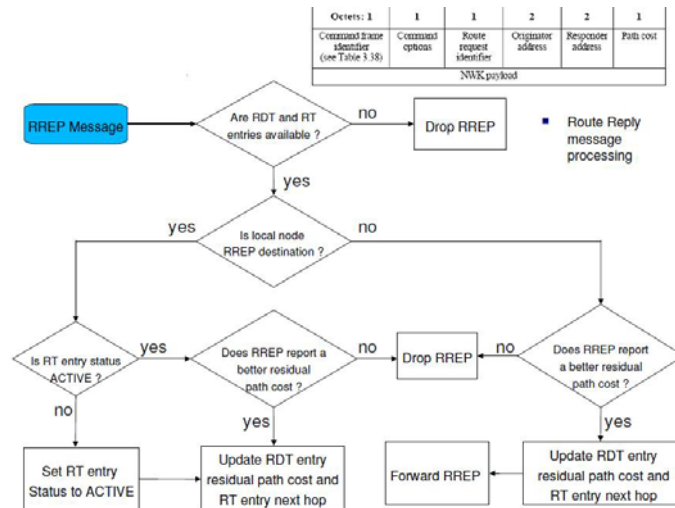 Octets: 1 1 1 2 2 1
Command frame identifier (see Table 3.38) Command options Route request identifier Originator address Responder address Path cost
NWK payload
RREP Message
Are RDT and RT
entries available ?
no
Drop RREP
Route Reply
message
processing
yes
yes
Is local node
RREP destination ?
no
Is RT entry status
ACTIVE ?
yes
Does RREP report a
better residual
path cost ?
no
Drop RREP
no
Does RREP report
a better residual
path cost ?
no
yes
yes
Set RT entry
Status to ACTIVE
Update RDT entry
residual path cost and
RT entry next hop
Forward RREP
Update RDT entry
residual path cost and
RT entry next hop